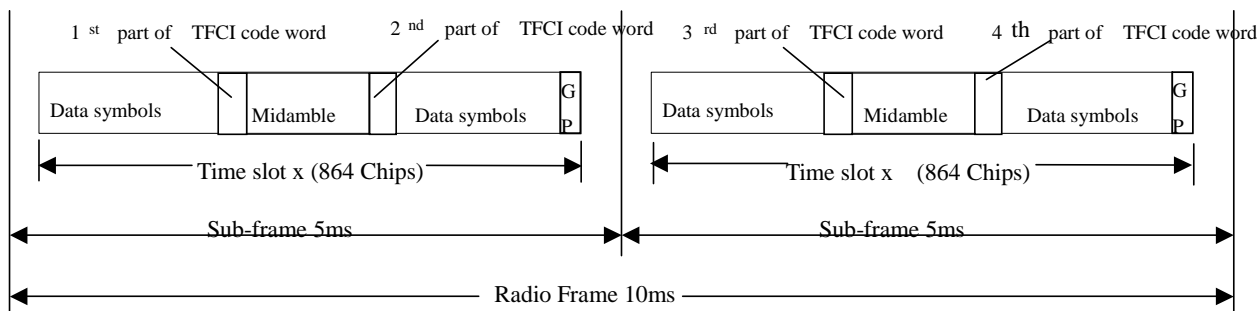 1 st part of TFCI code word
2 nd part of TFCI code word
3 rd part of TFCI code word
4 th part of TFCI code word
Data symbols
Midamble
Data symbols
G
P
Data symbols
Midamble
Data symbols
G
P
Time slot x (864 Chips)
Time slot x (864 Chips)
Sub-frame 5ms
Sub-frame 5ms
Radio Frame 10ms